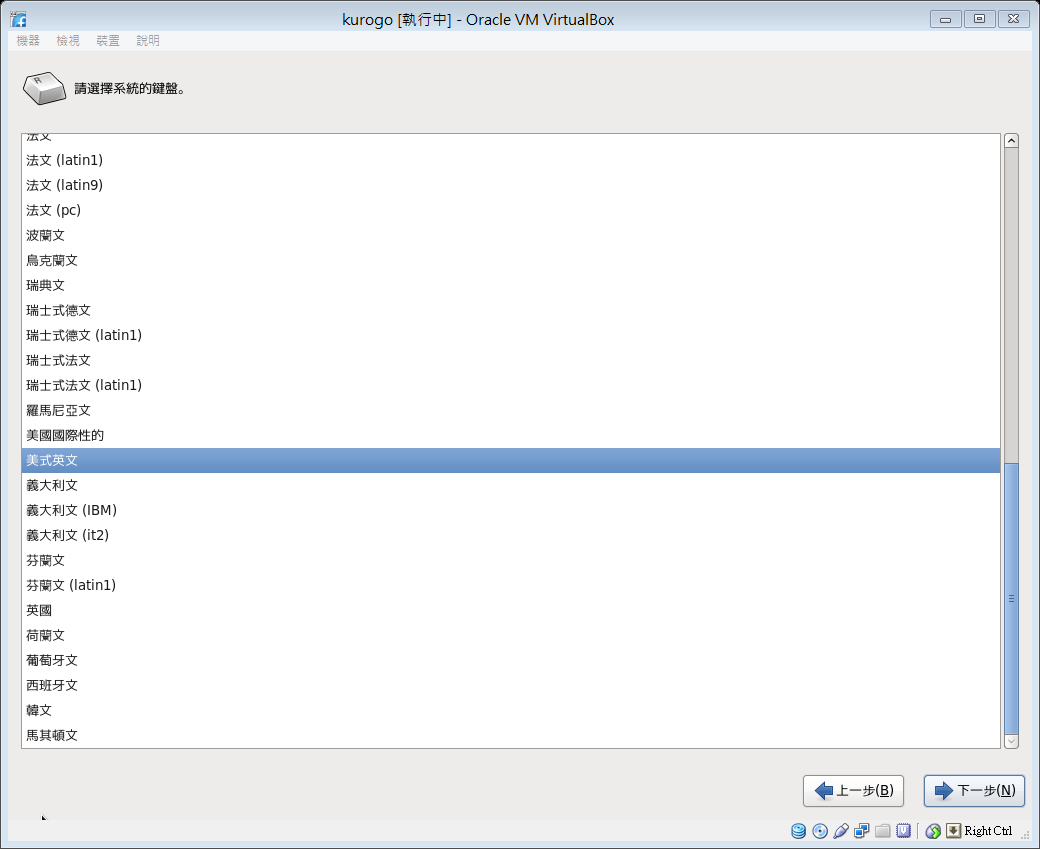 kurogo [執行中] - Oracle VM VirtualBox
機器 檢視 裝置 說明
請選擇系統的鍵盤。
法文
法文 (latin1)
法文 (latin9)
法文 (pc)
波蘭文
烏克蘭文
瑞典文
瑞士式德文
瑞士式德文 (latin1)
瑞士式法文
瑞士式法文 (latin1)
羅馬尼亞文
美國國際性的
美式英文
義大利文
義大利文 (IBM)
義大利文 (it2)
芬蘭文
芬蘭文 (latin1)
英國
荷蘭文
葡萄牙文
西班牙文
韓文
馬其頓文
上一步(B) 下一步(N)
Right Ctrl